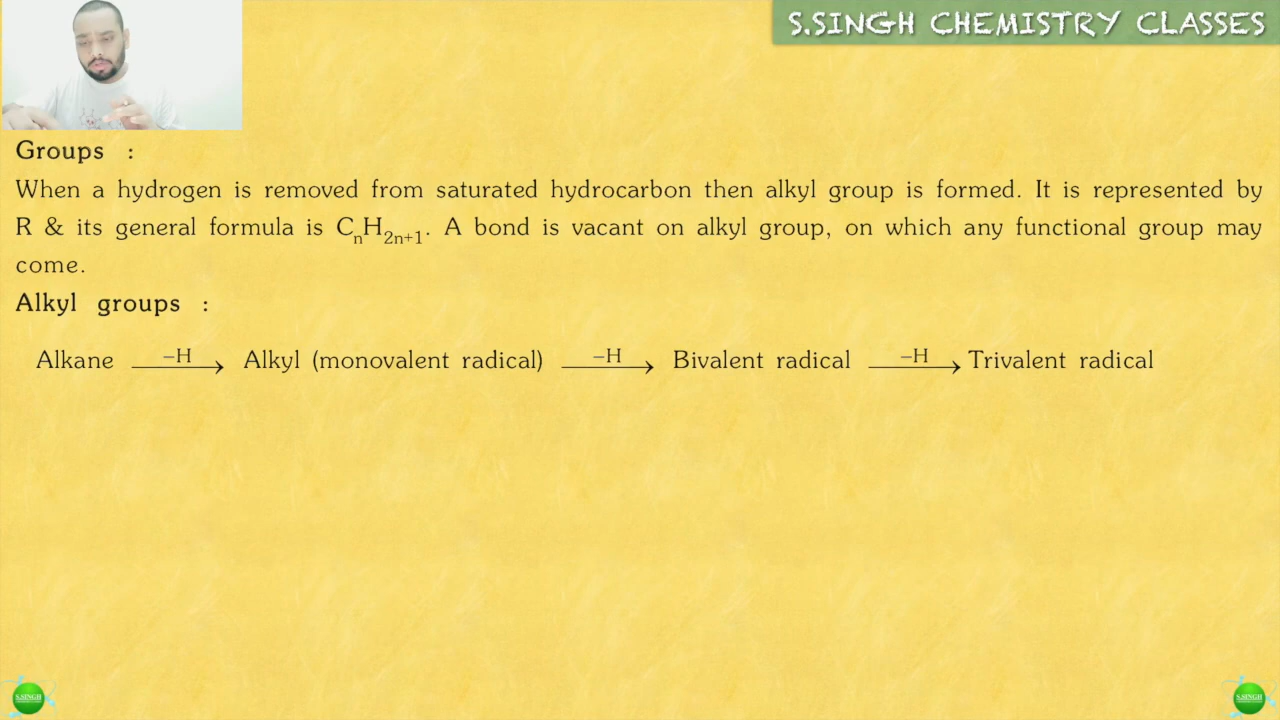 S.SINGH CHEMISTRY CLASSES
Groups :
When a hydrogen is removed from saturated hydrocarbon then alkyl group is formed. It is represented by
R & its general formula is CₙH₂ₙ₊₁. A bond is vacant on alkyl group, on which any functional group may
come.
Alkyl groups :
Alkane –H→ Alkyl (monovalent radical) –H→ Bivalent radical –H→ Trivalent radical
S.SINGH
S.SINGH